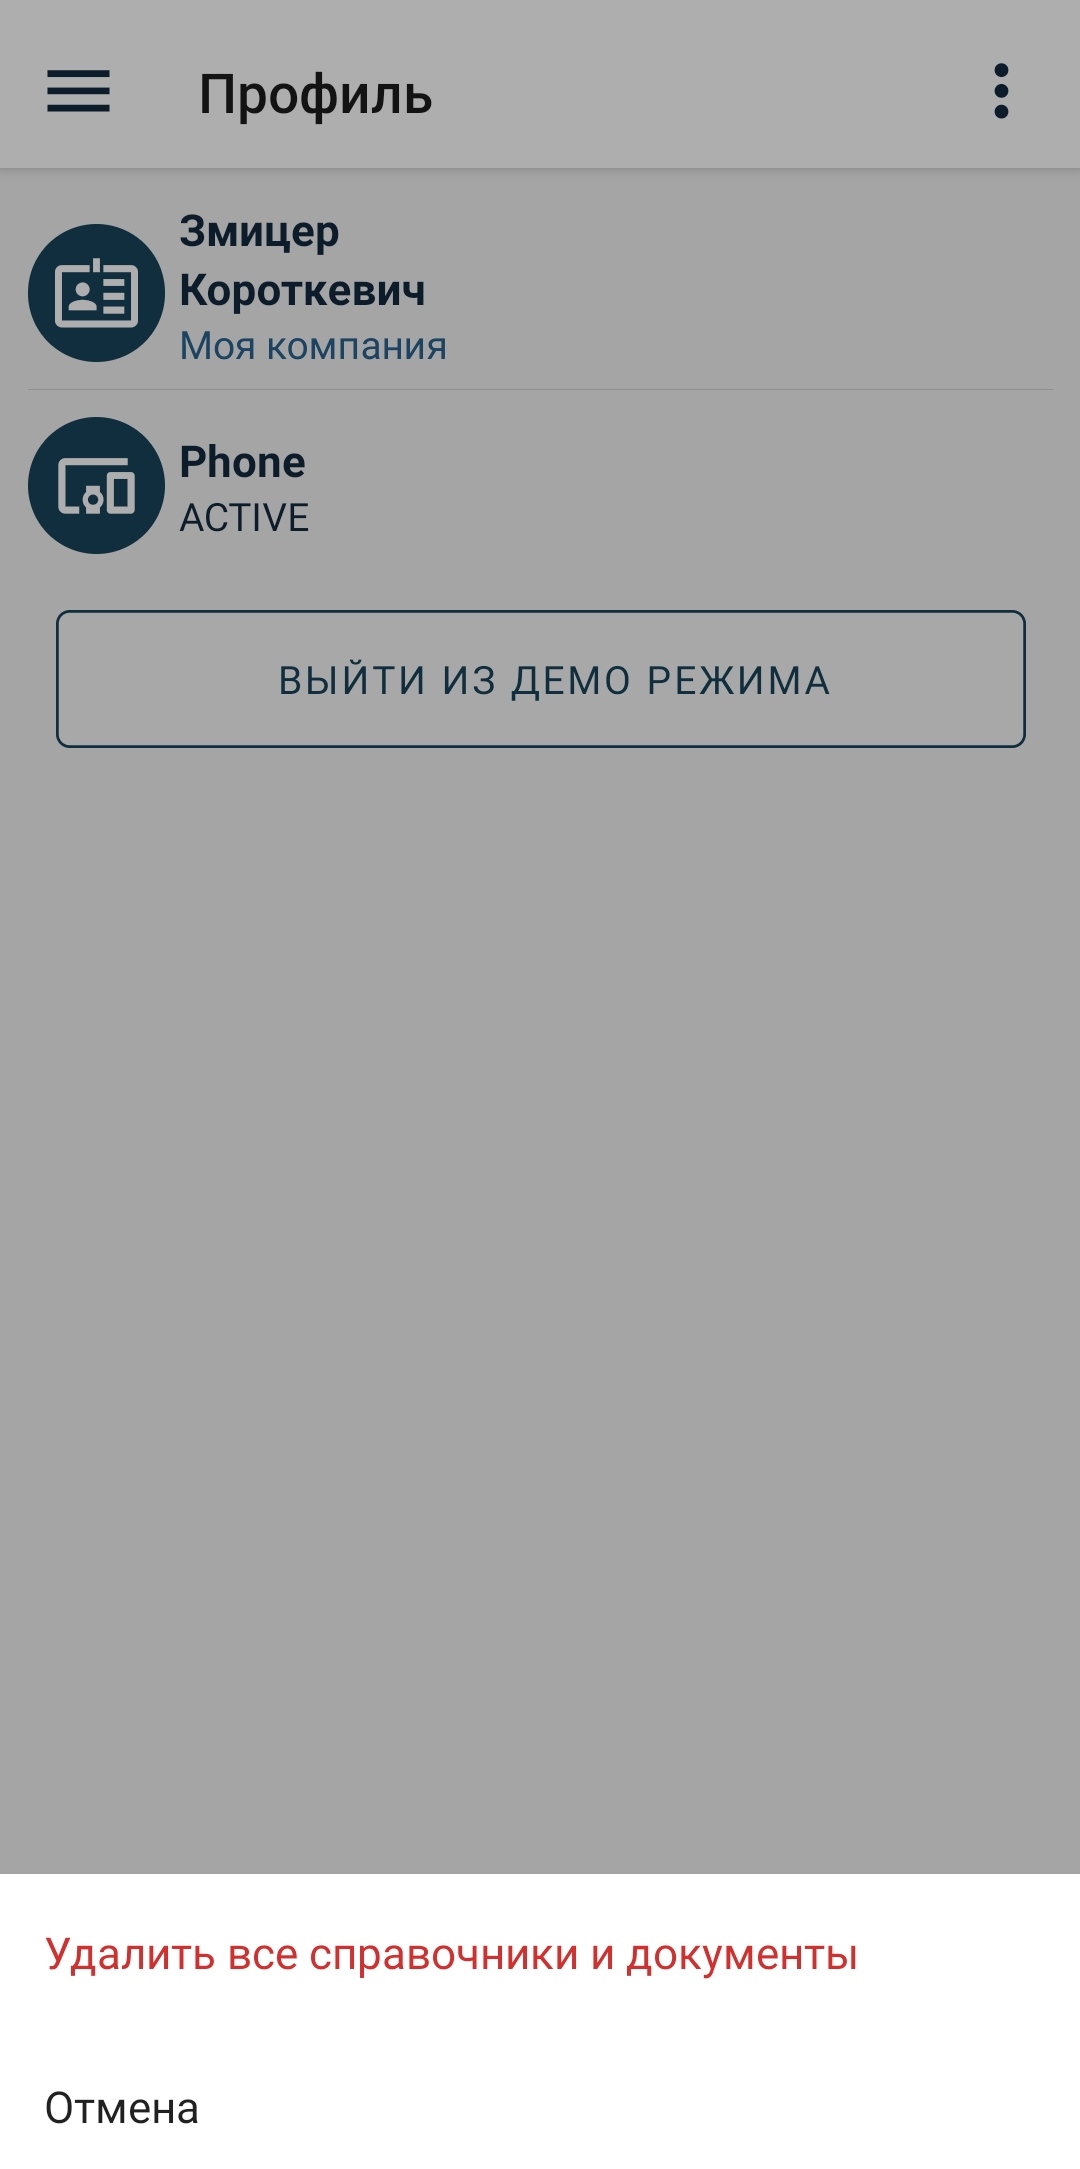 Профиль
Змицер
Короткевич
Моя компания
Phone
ACTIVE
ВЫЙТИ ИЗ ДЕМО РЕЖИМА
Удалить все справочники и документы
Отмена